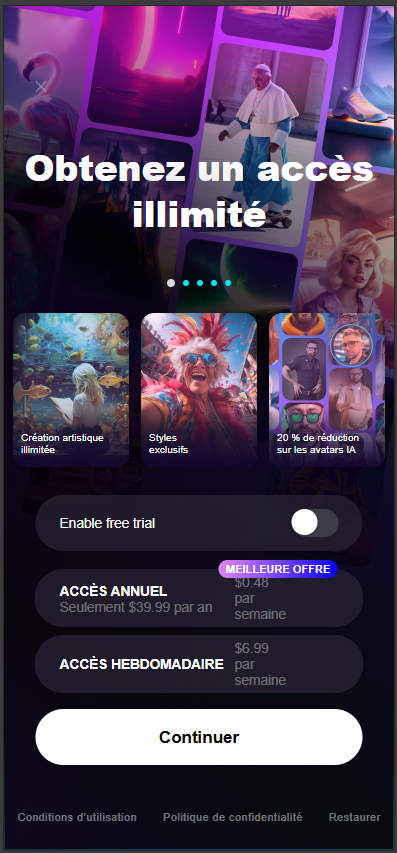 Obtenez un accès
illimité
Création artistique
illimitée
Styles
exclusifs
20 % de réduction
sur les avatars IA
Enable free trial
MEILLEURE OFFRE
ACCÈS ANNUEL
Seulement $39.99 par an
$0.48
par
semaine
ACCÈS HEBDOMADAIRE
$6.99
par
semaine
Continuer
Conditions d'utilisation
Politique de confidentialité
Restaurer